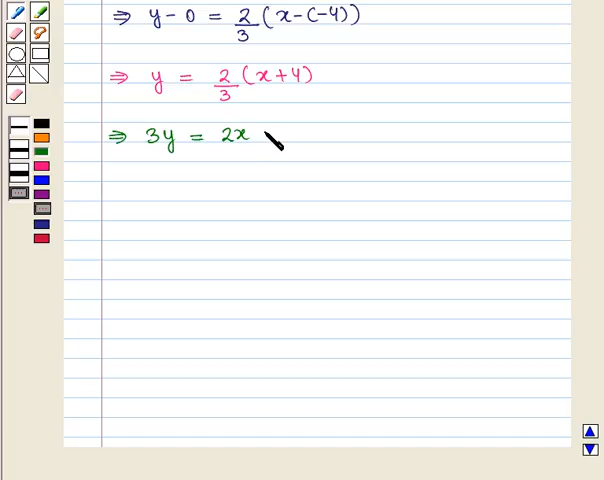 ⇒ y - 0 = 2/3 (x - (-4))
⇒ y = 2/3 (x + 4)
⇒ 3y = 2x